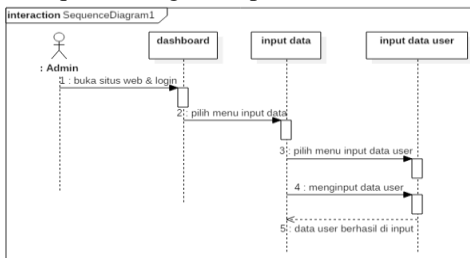 interaction SequenceDiagram1
dashboard
input data
input data user
: Admin
1 : buka situs web & login
2 : pilih menu input data
3 : pilih menu input data user
4 : menginput data user
5 : data user berhasil di input